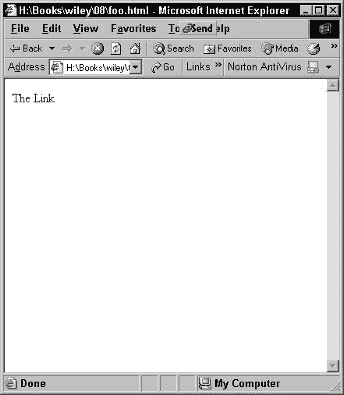 H:\Books\wiley\08\foo.html - Microsoft Internet Explorer
File Edit View Favorites To Send elp
Back Search Favorites Media »
Address H:\Books\wiley\ Go Links » Norton AntiVirus
The Link
Done My Computer